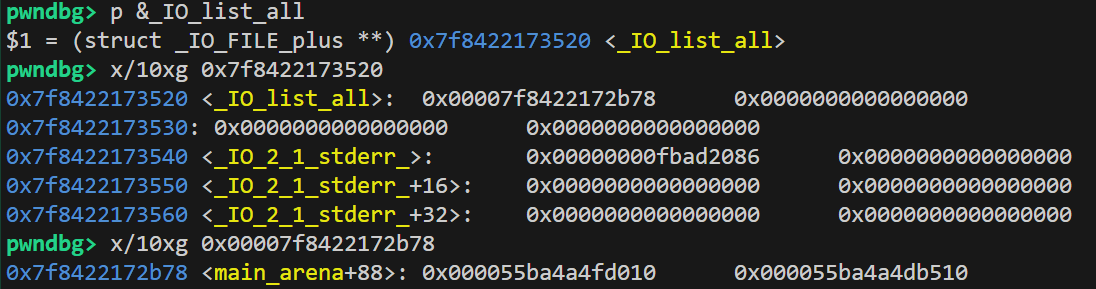 pwndbg> p &_IO_list_all
$1 = (struct _IO_FILE_plus **) 0x7f8422173520 <_IO_list_all>
pwndbg> x/10xg 0x7f8422173520
0x7f8422173520 <_IO_list_all>: 0x00007f8422172b78 0x0000000000000000
0x7f8422173530: 0x0000000000000000 0x0000000000000000
0x7f8422173540 <_IO_2_1_stderr_>: 0x00000000fbad2086 0x0000000000000000
0x7f8422173550 <_IO_2_1_stderr_+16>: 0x0000000000000000 0x0000000000000000
0x7f8422173560 <_IO_2_1_stderr_+32>: 0x0000000000000000 0x0000000000000000
pwndbg> x/10xg 0x00007f8422172b78
0x7f8422172b78 <main_arena+88>: 0x000055ba4a4fd010 0x000055ba4a4db510